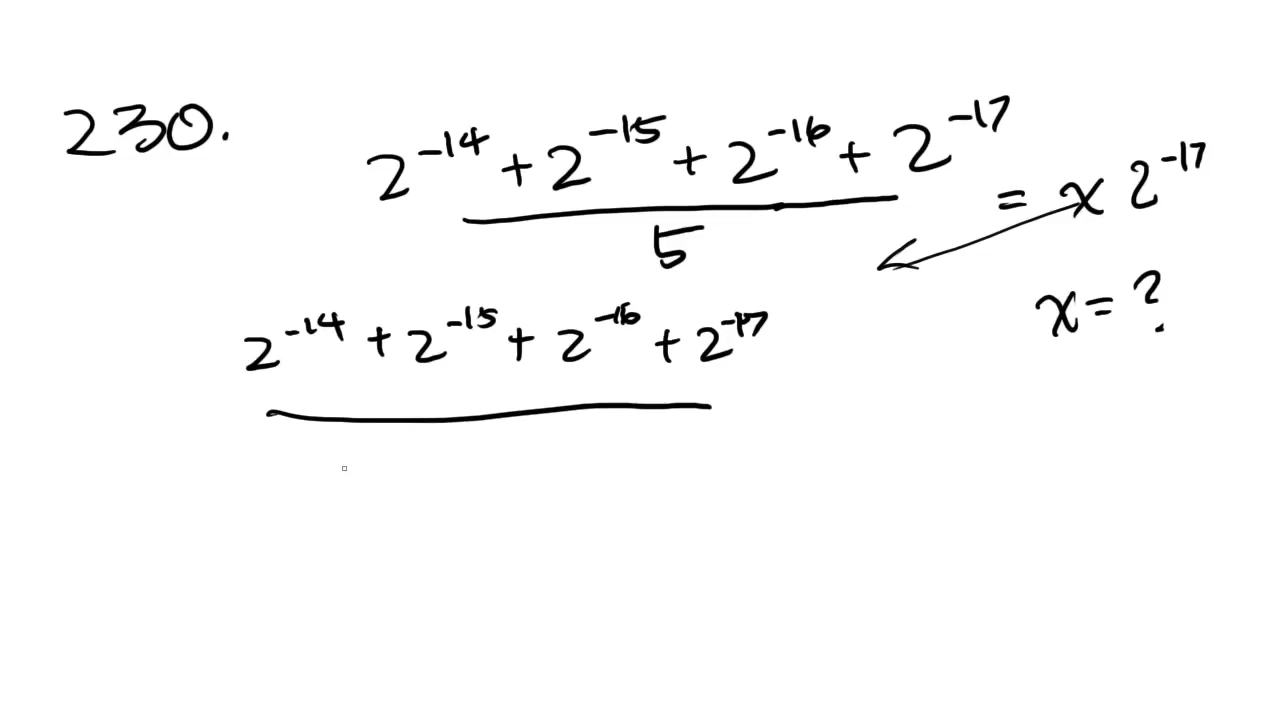 230.
2^{-14} + 2^{-15} + 2^{-16} + 2^{-17}
5
= x 2^{-17}
x = ?
2^{-14} + 2^{-15} + 2^{-16} + 2^{-17}